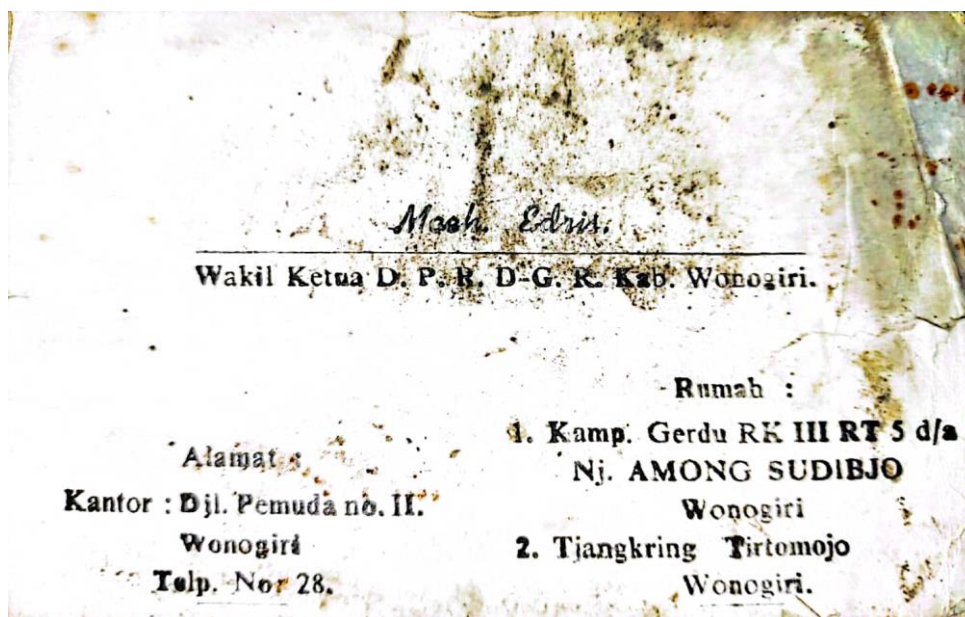 Moeh. Edris.
Wakil Ketua D. P. R. D-G. R. Kab. Wonogiri.
Alamat :
Kantor : Djl. Pemuda no. II.
Wonogiri
Telp. Nor 28.
Rumah :
1. Kamp. Gerdu RK III RT 5 d/a
Nj. AMONG SUDIBJO
Wonogiri
2. Tjangkring Tirtomojo
Wonogiri.